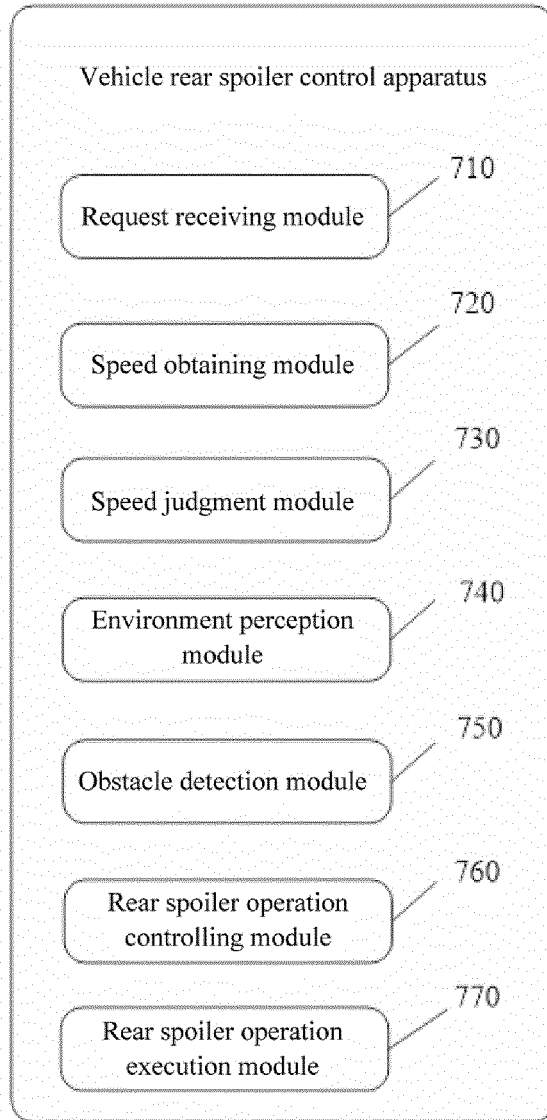 Vehicle rear spoiler control apparatus
710
Request receiving module
720
Speed obtaining module
730
Speed judgment module
740
Environment perception
module
750
Obstacle detection module
760
Rear spoiler operation
controlling module
770
Rear spoiler operation
execution module